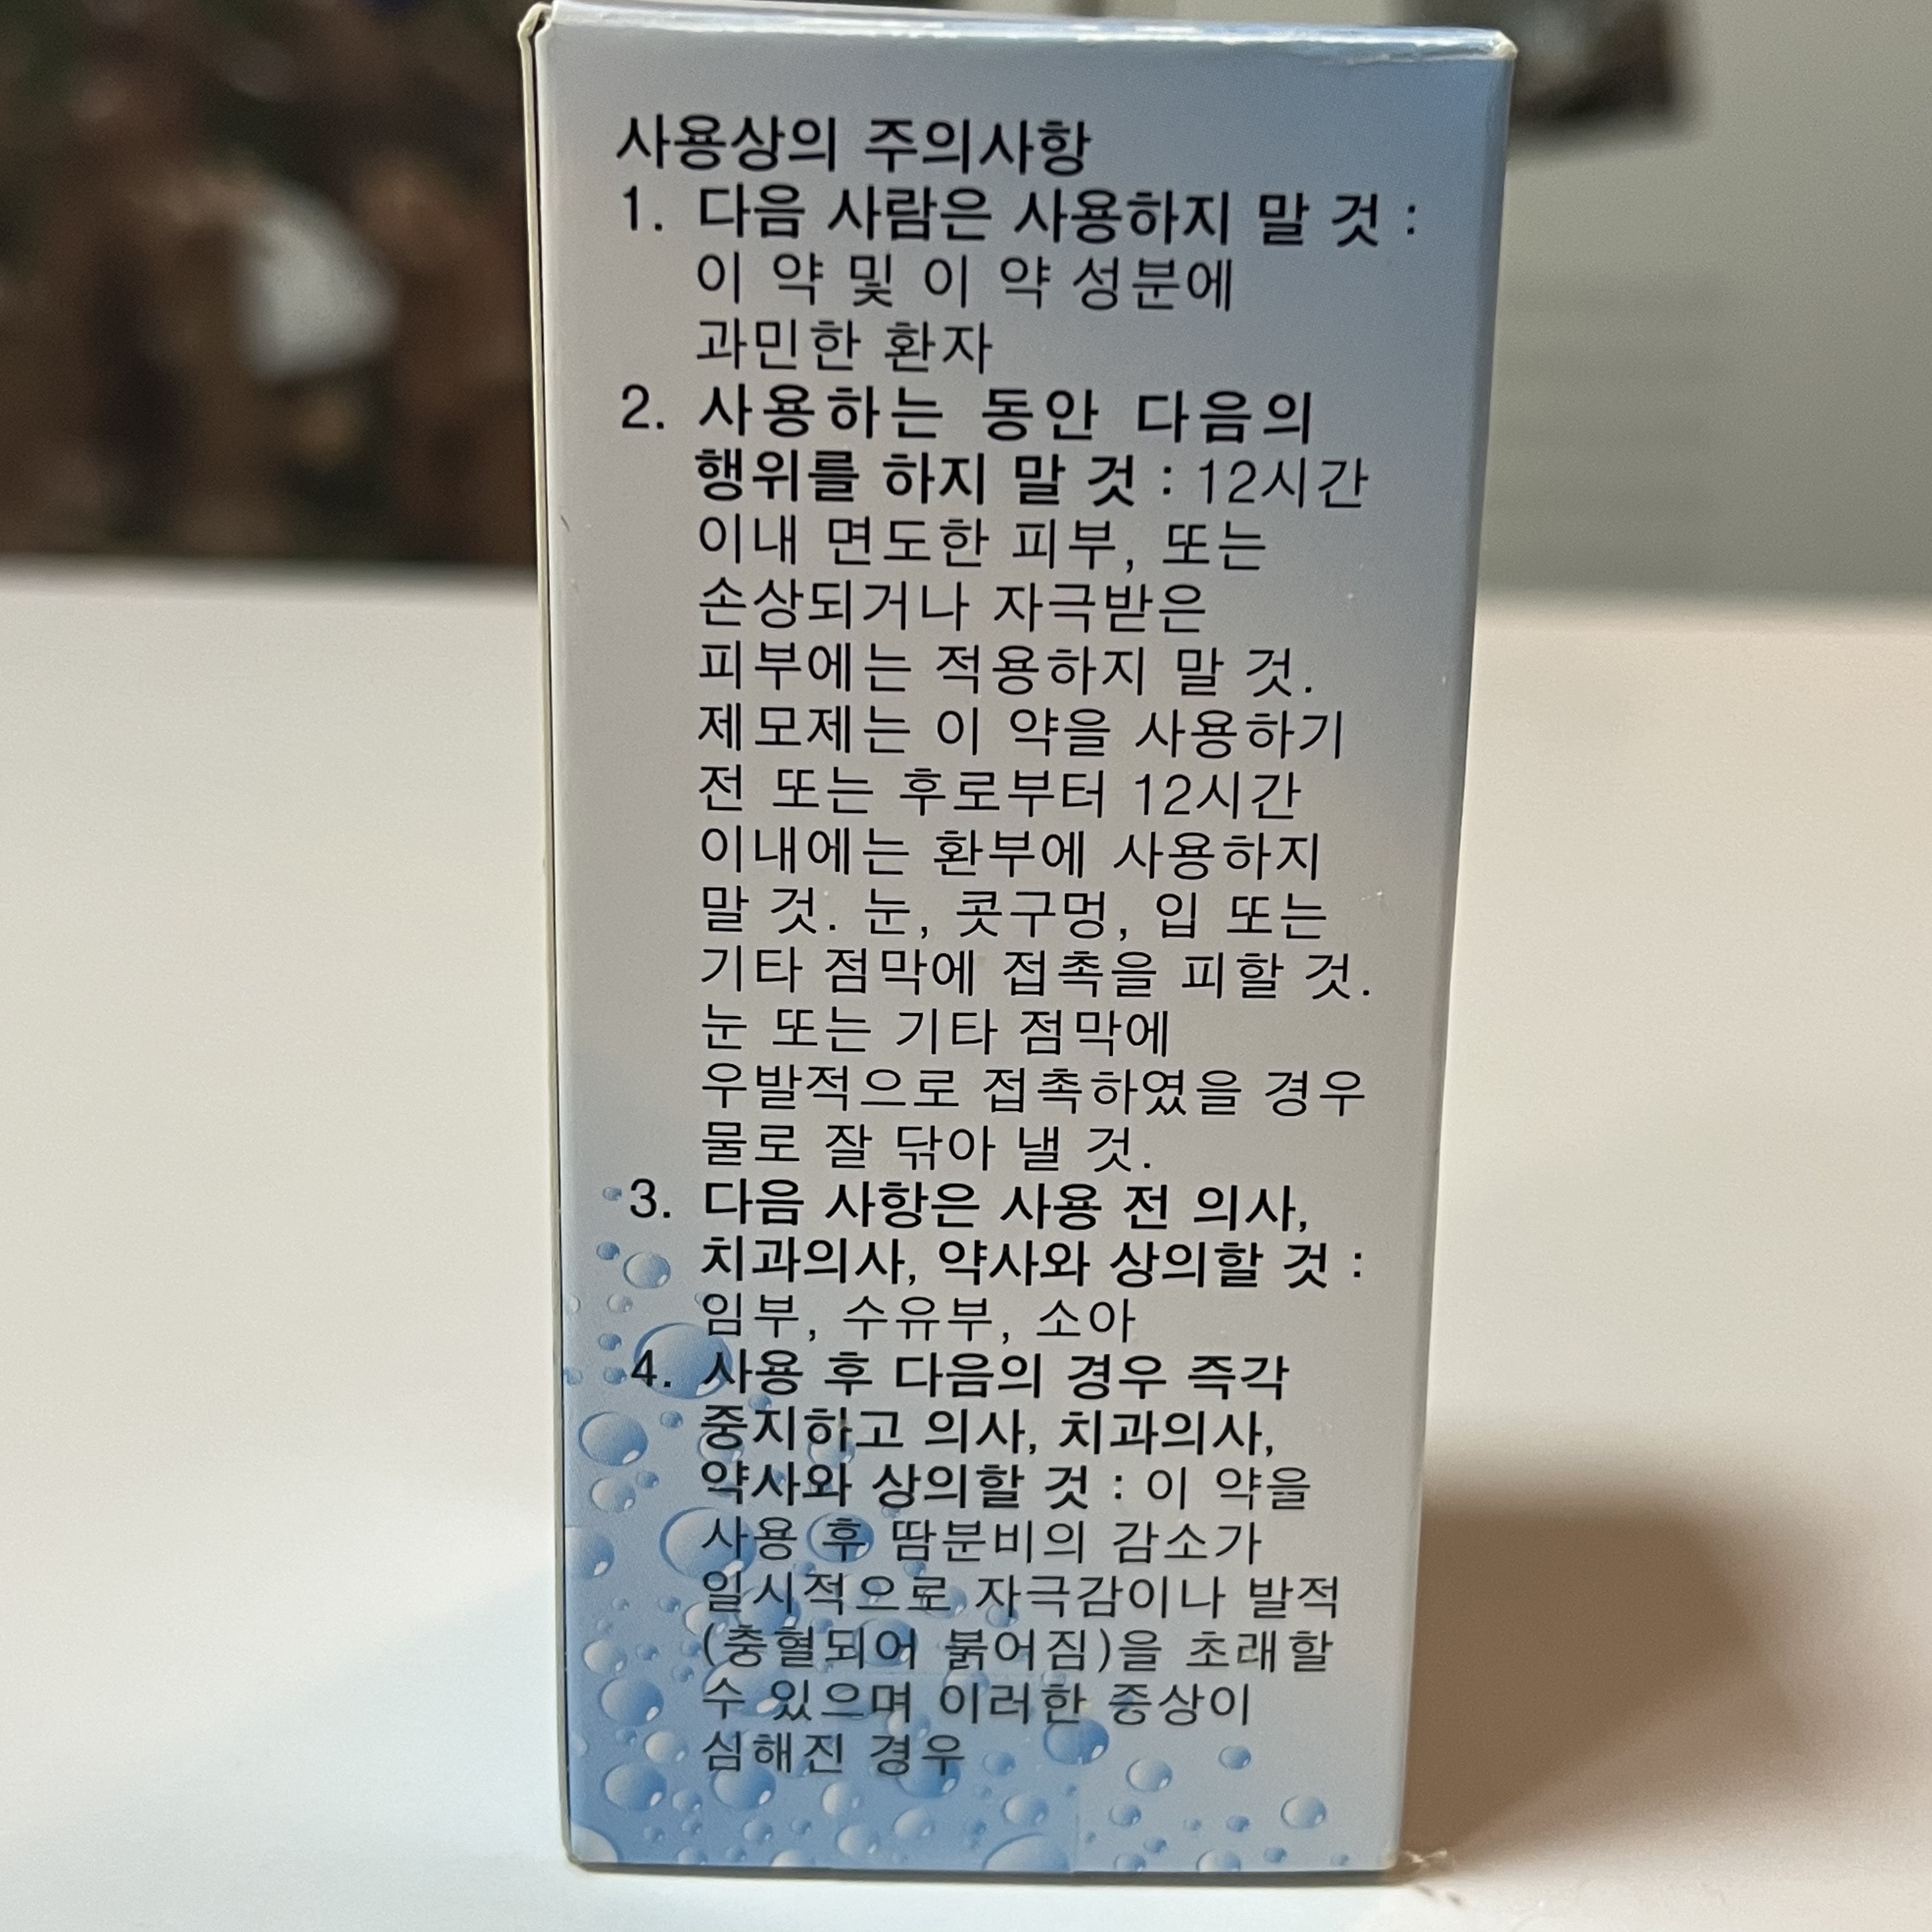 사용상의 주의사항
1. 다음 사람은 사용하지 말 것 :
이 약 및 이 약 성분에
과민한 환자
2. 사용하는 동안 다음의
행위를 하지 말 것 : 12시간
이내 면도한 피부, 또는
손상되거나 자극받은
피부에는 적용하지 말 것.
제모제는 이 약을 사용하기
전 또는 후로부터 12시간
이내에는 환부에 사용하지
말 것. 눈, 콧구멍, 입 또는
기타 점막에 접촉을 피할 것.
눈 또는 기타 점막에
우발적으로 접촉하였을 경우
물로 잘 닦아 낼 것.
3. 다음 사항은 사용 전 의사,
치과의사, 약사와 상의할 것 :
임부, 수유부, 소아
4. 사용 후 다음의 경우 즉각
중지하고 의사, 치과의사,
약사와 상의할 것 : 이 약을
사용 후 땀분비의 감소가
일시적으로 자극감이나 발적
(충혈되어 붉어짐)을 초래할
수 있으며 이러한 증상이
심해진 경우